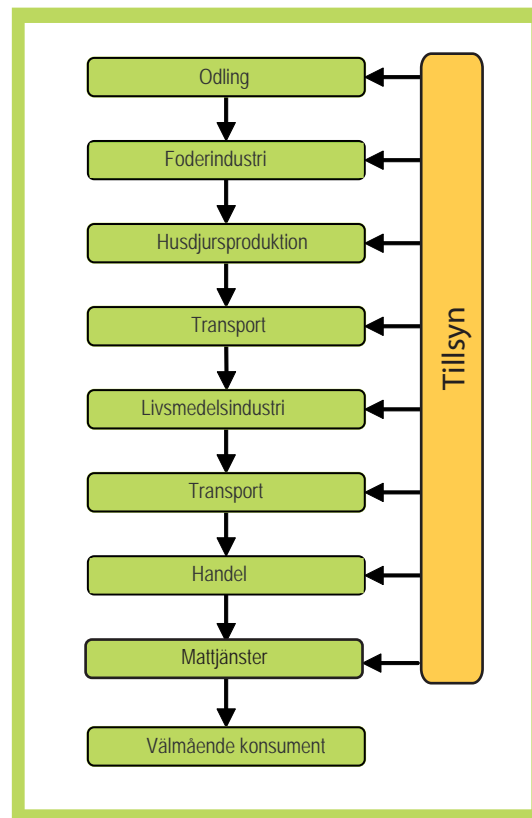 Odling
Foderindustri
Husdjursproduktion
Transport
Livsmedelsindustri
Transport
Handel
Mattjänster
Välmående konsument
Tillsyn